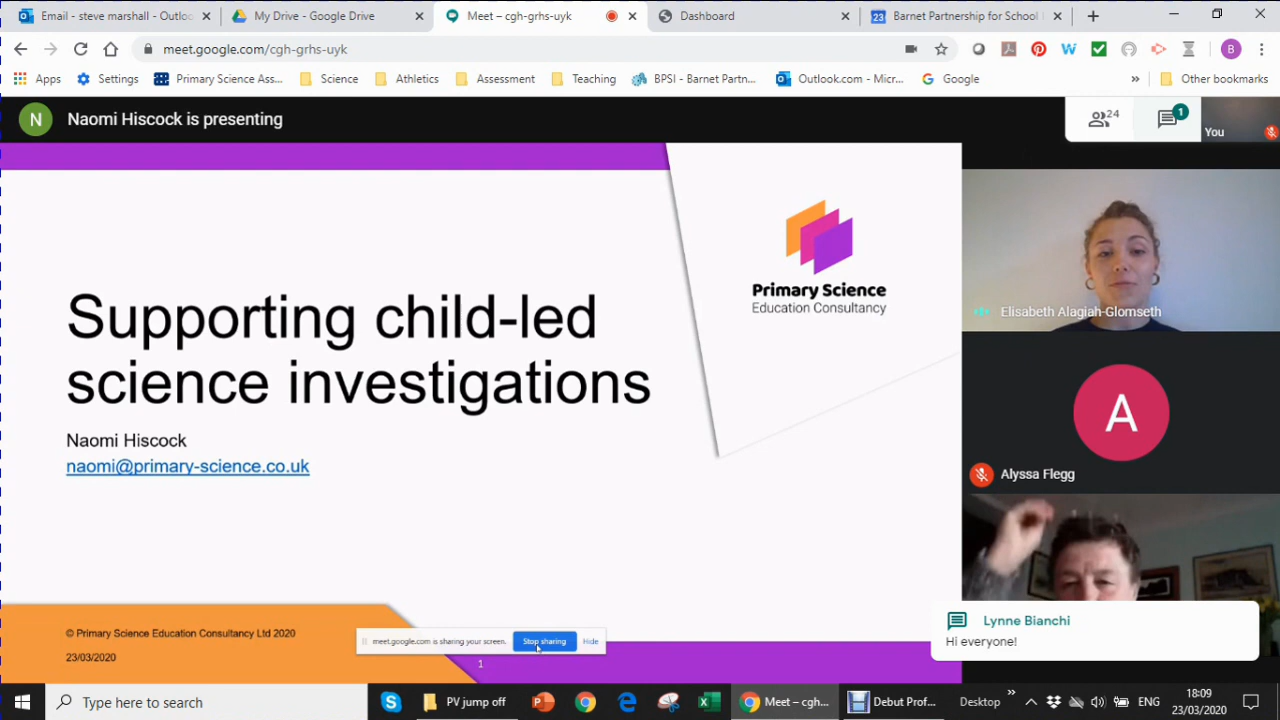 Email - steve marshall - Outloo
My Drive - Google Drive
Meet – cgh-grhs-uyk
Dashboard
23
Barnet Partnership for School I
meet.google.com/cgh-grhs-uyk
B
Apps
Settings
Primary Science Ass...
Science
Athletics
Assessment
Teaching
BPSI - Barnet Partn...
Outlook.com - Micr...
Google
Other bookmarks
N
Naomi Hiscock is presenting
24
1
You
Primary Science
Education Consultancy
Supporting child-led
science investigations
Naomi Hiscock
naomi@primary-science.co.uk
Elisabeth Alagiah-Glomseth
A
Alyssa Flegg
© Primary Science Education Consultancy Ltd 2020
23/03/2020
meet.google.com is sharing your screen.
Stop sharing
Hide
1
Lynne Bianchi
Hi everyone!
Type here to search
PV jump off
Meet – cgh...
Debut Prof...
Desktop
ENG
18:09
23/03/2020